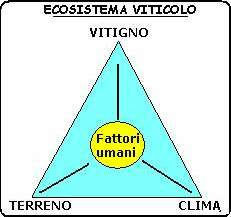 ECOSISTEMA VITICOLO
VITIGNO
Fattori
umani
TERRENO CLIMA